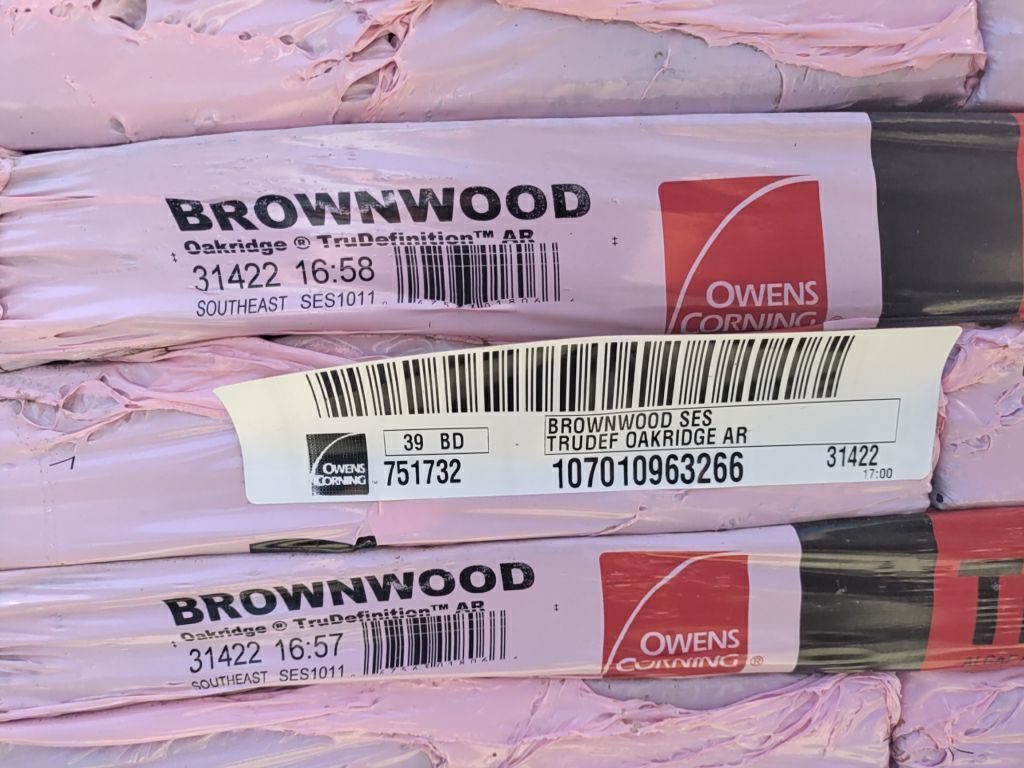 BROWNWOOD
Oakridge ® TruDefinition™ AR
31422 16:58
SOUTHEAST SES1011
OWENS
CORNING
39 BD
BROWNWOOD SES
TRUDEF OAKRIDGE AR
OWENS
CORNING
751732
107010963266
31422
17:00
BROWNWOOD
Oakridge ® TruDefinition™ AR
31422 16:57
SOUTHEAST SES1011
OWENS
CORNING®